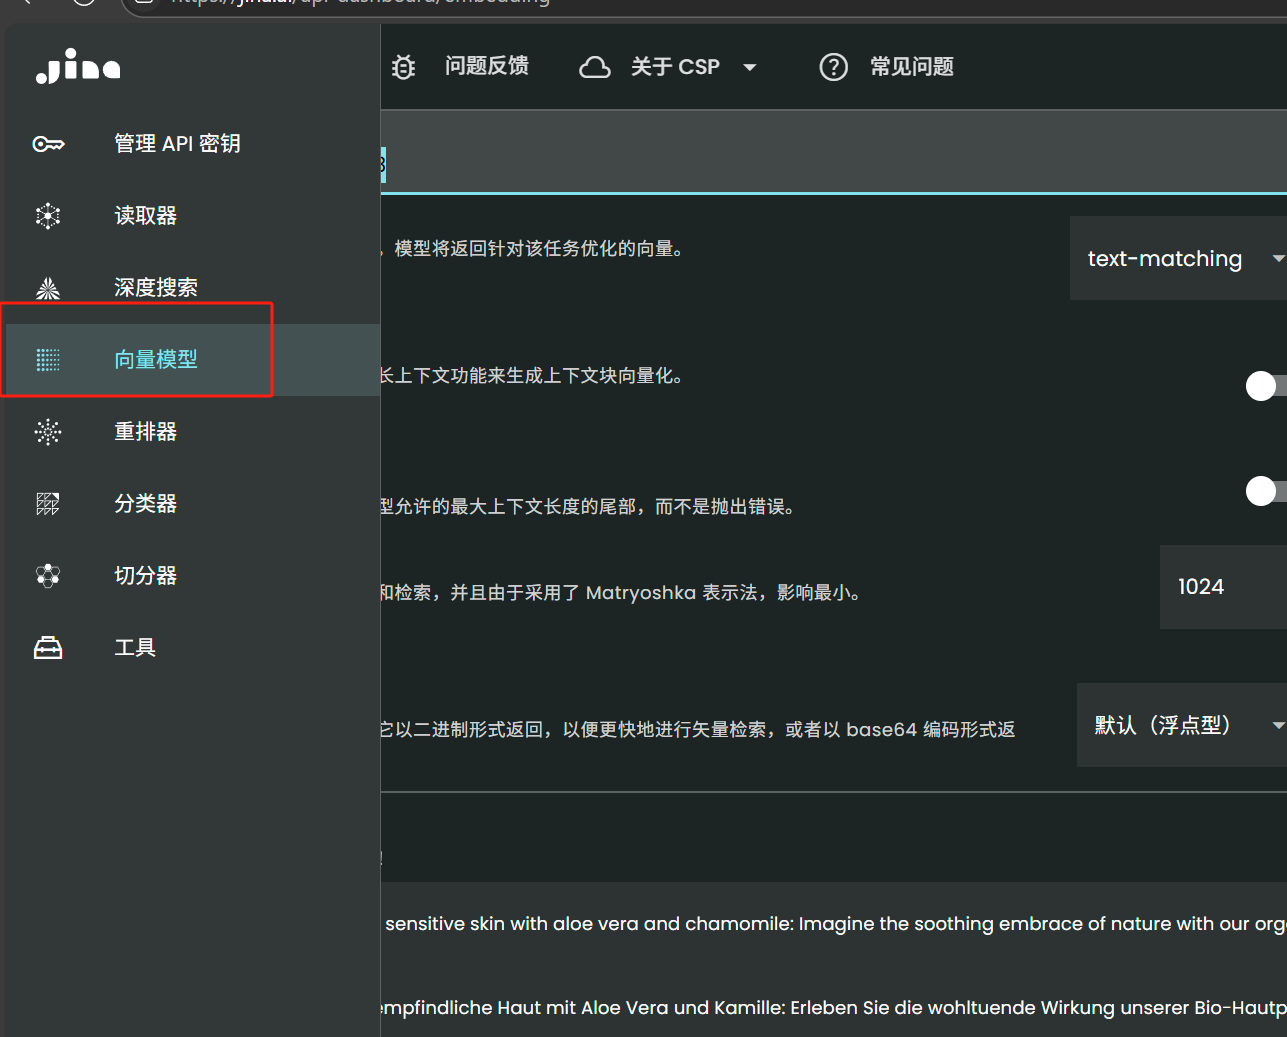 https://jina.ai/api-dashboard/embedding
jina
问题反馈
关于 CSP
常见问题
管理 API 密钥
读取器
深度搜索
向量模型
重排器
分类器
切分器
工具
3
，模型将返回针对该任务优化的向量。
text-matching
长上下文功能来生成上下文块向量化。
型允许的最大上下文长度的尾部，而不是抛出错误。
和检索，并且由于采用了 Matryoshka 表示法，影响最小。
1024
它以二进制形式返回，以便更快地进行矢量检索，或者以 base64 编码形式返
默认（浮点型）
sensitive skin with aloe vera and chamomile: Imagine the soothing embrace of nature with our org
empfindliche Haut mit Aloe Vera und Kamille: Erleben Sie die wohltuende Wirkung unserer Bio-Hautp